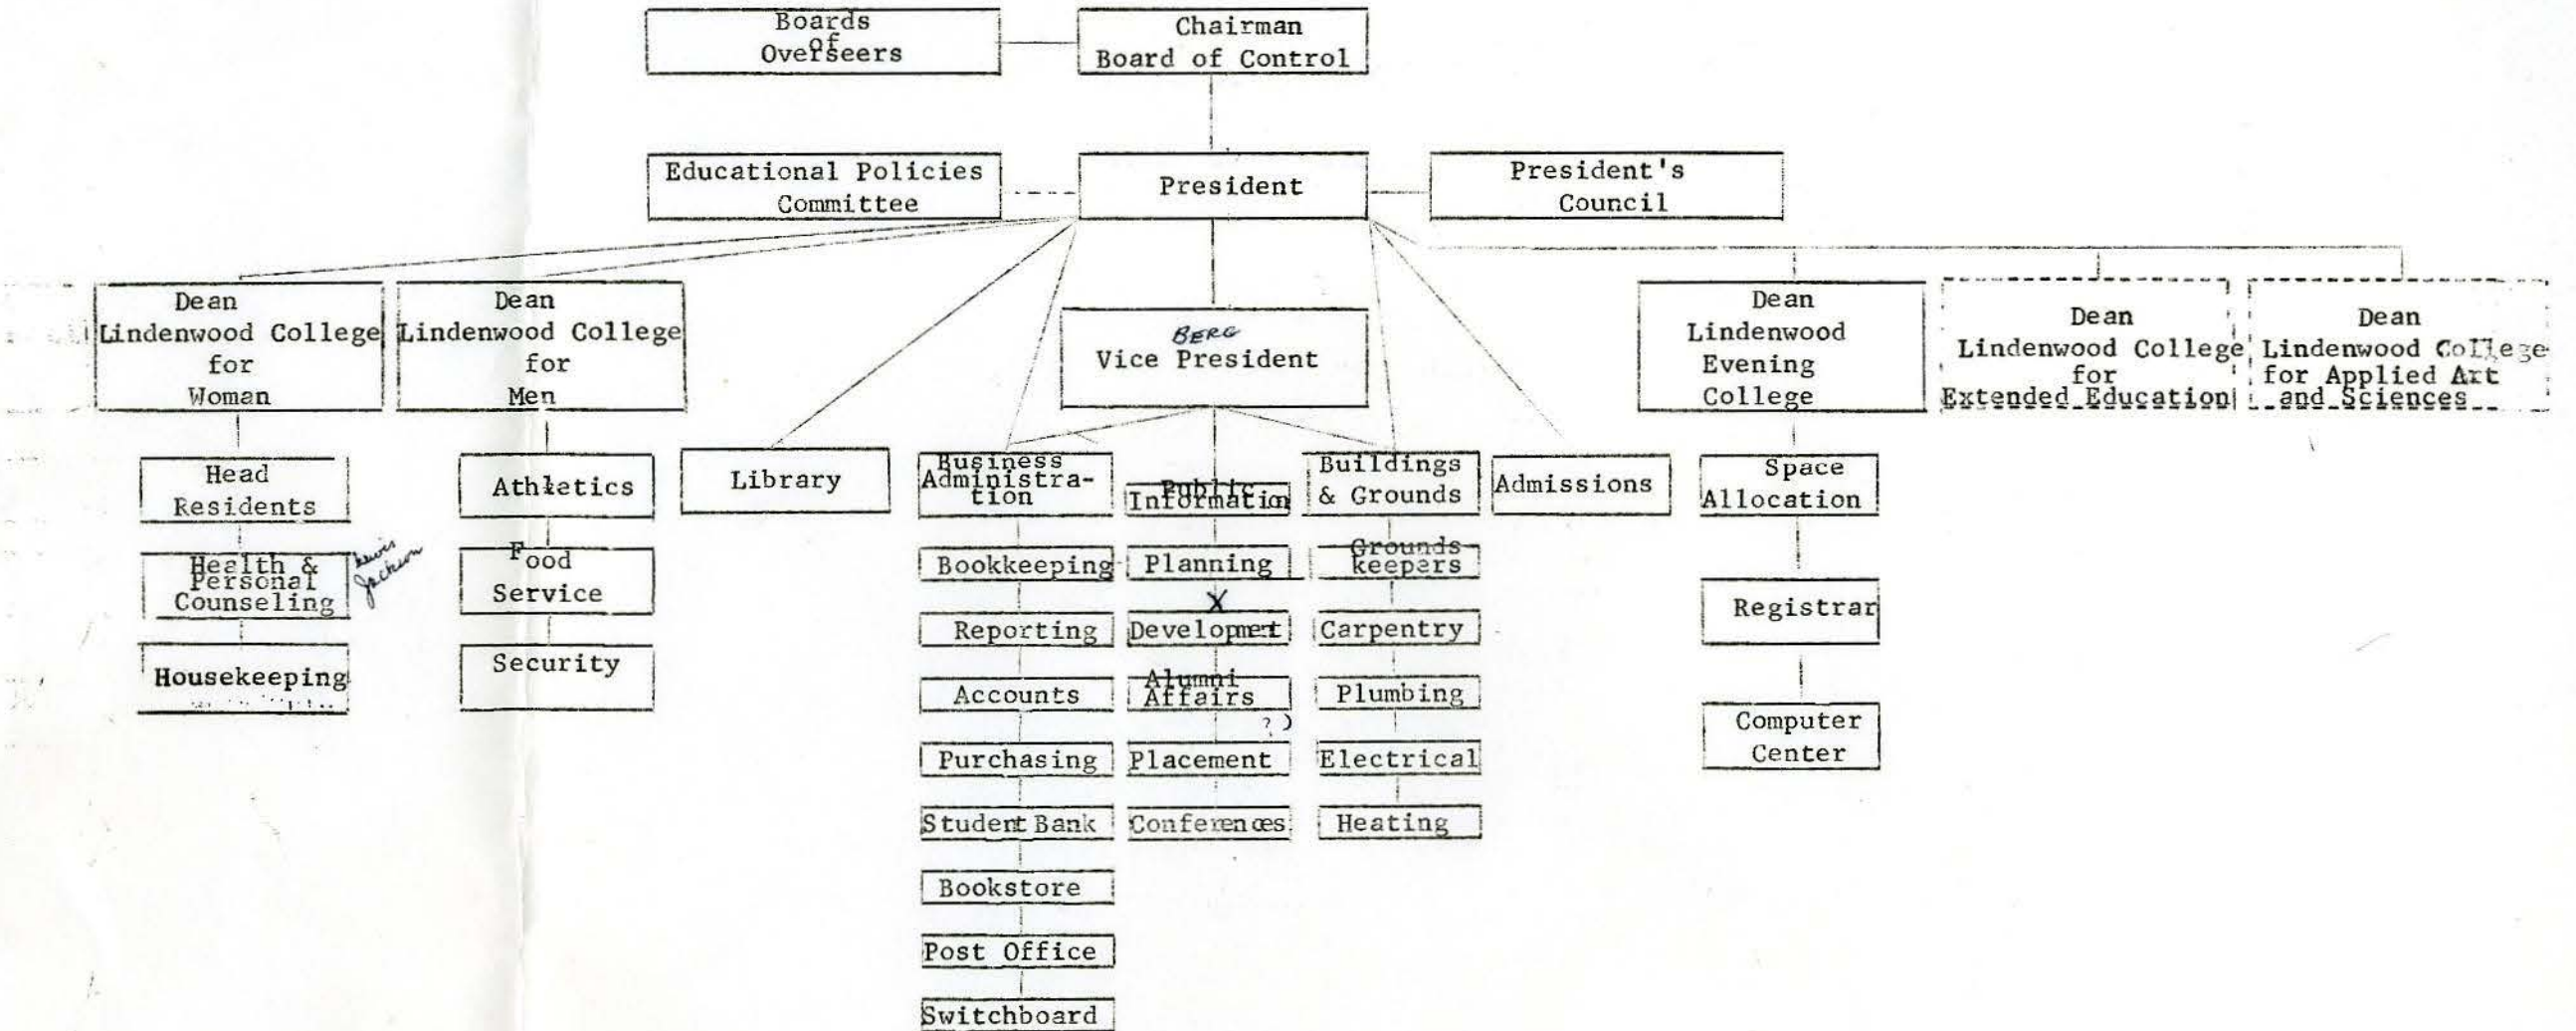 Boards
of
Overseers
Chairman
Board of Control
Educational Policies
Committee
President
President's
Council
Dean
Lindenwood College
for
Woman
Dean
Lindenwood College
for
Men
BERG
Vice President
Dean
Lindenwood
Evening
College
Dean
Lindenwood College
for
Extended Education
Dean
Lindenwood College
for Applied Art
and Sciences
Head
Residents
Health &
Personal
Counseling
Lewis
Jackson
Housekeeping
Athletics
Food
Service
Security
Library
Business
Administra-
tion
Bookkeeping
Reporting
Accounts
Purchasing
Student Bank
Bookstore
Post Office
Switchboard
Public
Information
Planning
X
Developmet
Alumni
Affairs
? )
Placement
Conferences
Buildings
& Grounds
Grounds
keepers
Carpentry
Plumbing
Electrical
Heating
Admissions
Space
Allocation
Registrar
Computer
Center